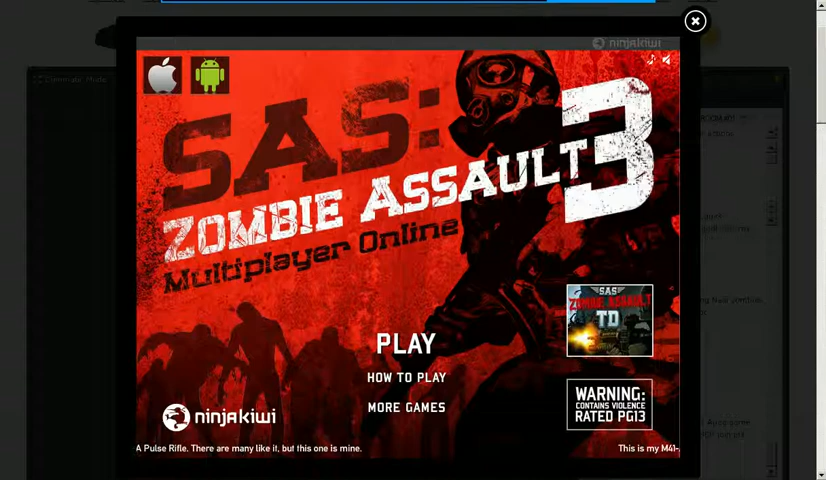 ninjakiwi
Cinematic Mode
SAS:
ZOMBIE ASSAULT 3
Multiplayer Online
SAS
ZOMBIE ASSAULT
TD
PLAY
HOW TO PLAY
MORE GAMES
WARNING:
CONTAINS VIOLENCE
RATED PG13
ninjakiwi
A Pulse Rifle. There are many like it, but this one is mine.
This is my M41-